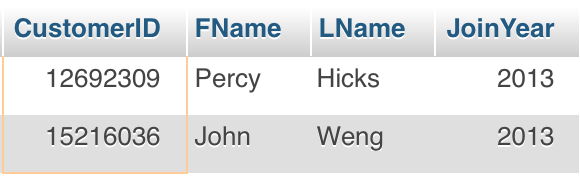 CustomerID FName LName JoinYear
12692309 Percy Hicks 2013
15216036 John Weng 2013